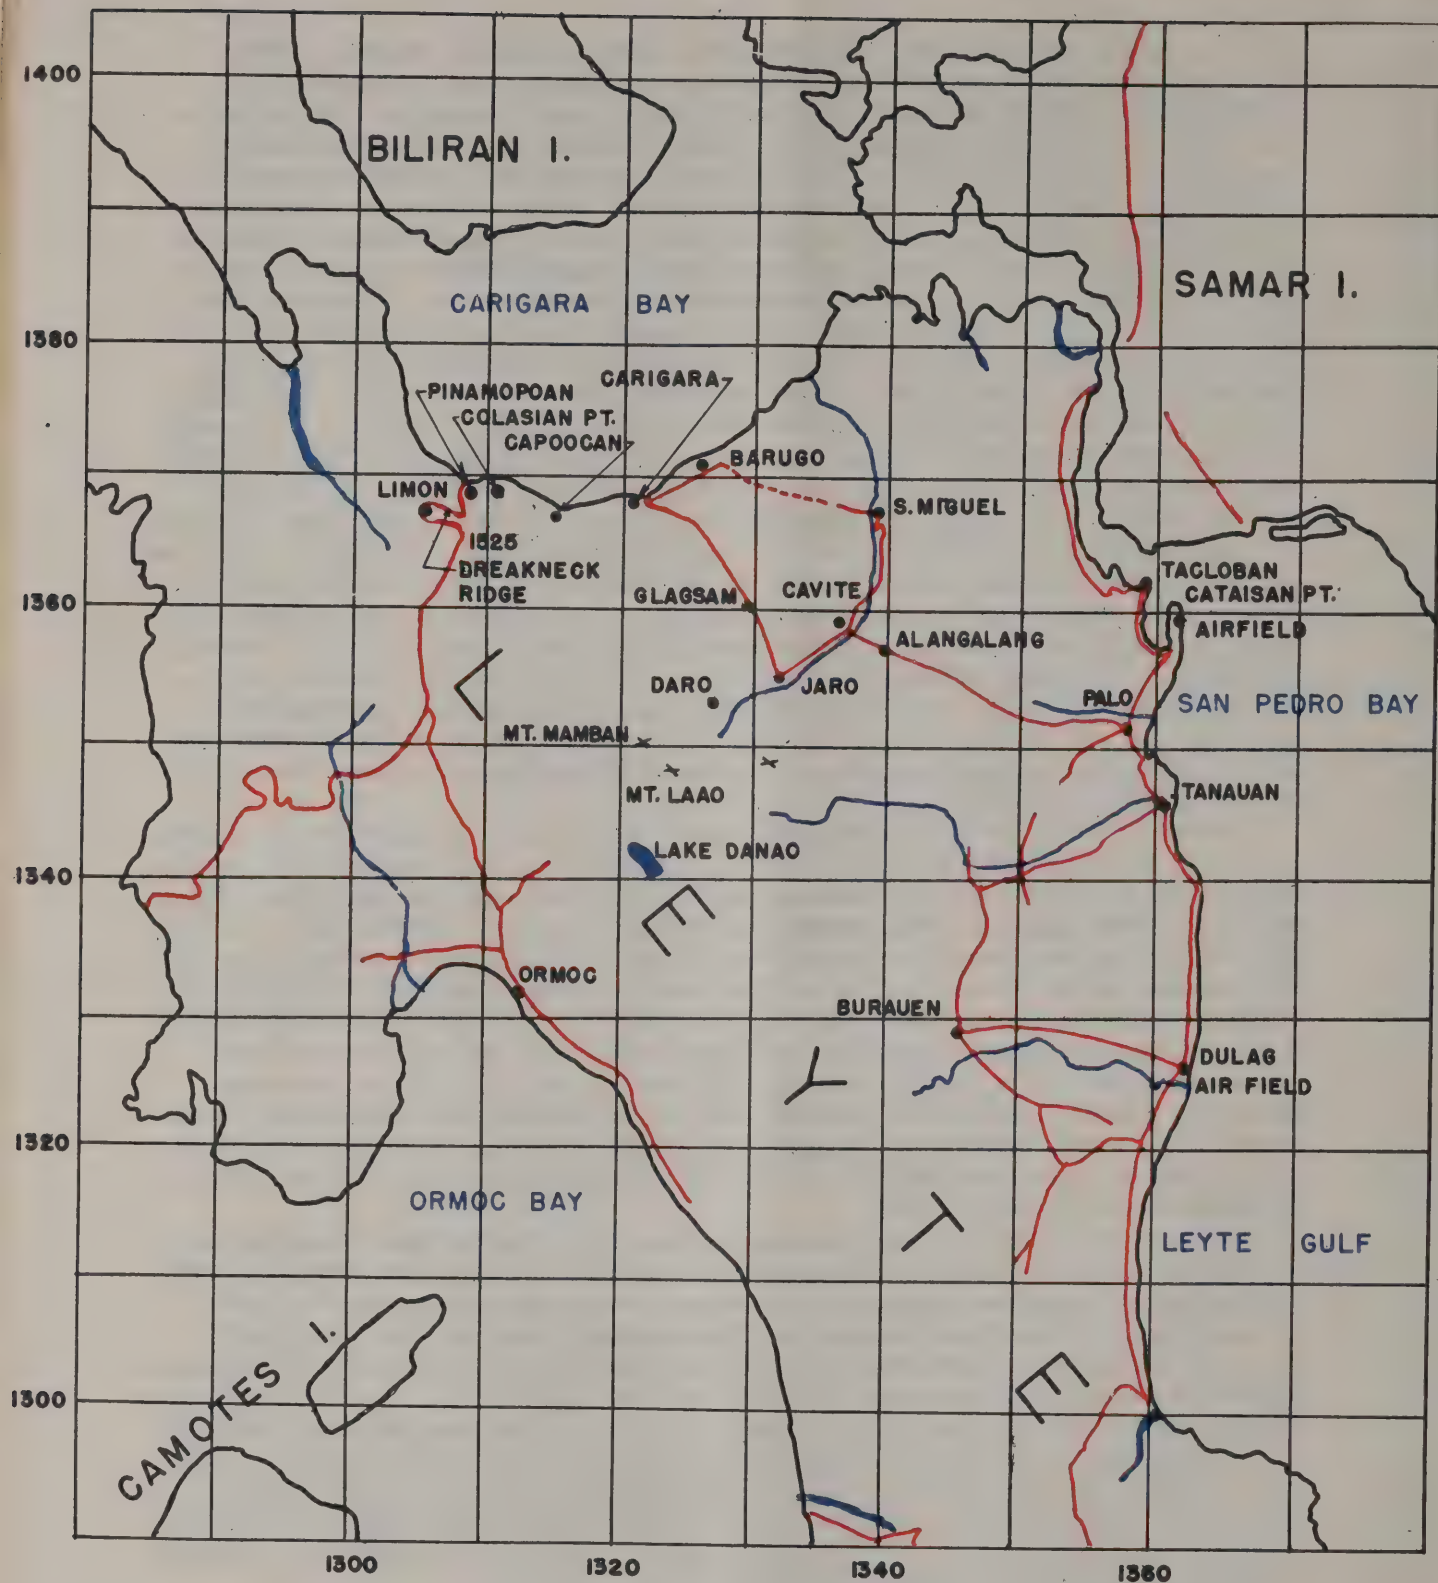 1400
BILIRAN I.
SAMAR I.
CARIGARA BAY
1380
PINAMOPOAN
CARIGARA
COLASIAN PT.
CAPOOCAN
BARUGO
LIMON
S. MIGUEL
1525
BREAKNECK
RIDGE
TACLOBAN
CATAISAN PT.
AIRFIELD
1360
GLAGSAM
CAVITE
ALANGALANG
DARO
JARO
PALO
SAN PEDRO BAY
MT. MAMBAN
MT. LAAO
TANAUAN
LAKE DANAO
1340
ORMOC
BURAUEN
DULAG
AIR FIELD
1320
ORMOC BAY
LEYTE GULF
L
E
Y
T
E
CAMOTES I.
1300
1300
1320
1340
1360